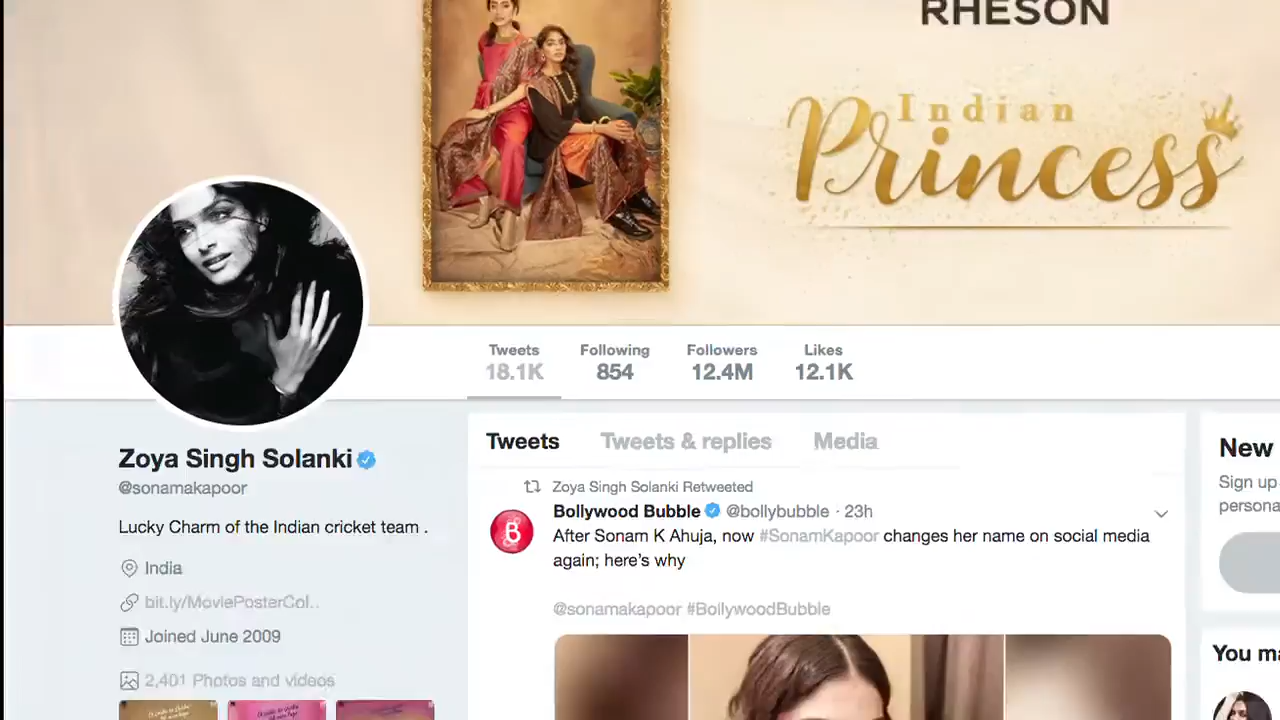 RHESON
Indian
Princess
Tweets Following Followers Likes
18.1K 854 12.4M 12.1K
Zoya Singh Solanki
@sonamakapoor
Lucky Charm of the Indian cricket team .
India
bit.ly/MoviePosterCol..
Joined June 2009
2,401 Photos and videos
Tweets Tweets & replies Media
Zoya Singh Solanki Retweeted
B
Bollywood Bubble @bollybubble · 23h
After Sonam K Ahuja, now #SonamKapoor changes her name on social media
again; here's why
@sonamakapoor #BollywoodBubble
New
Sign up
persona
You ma